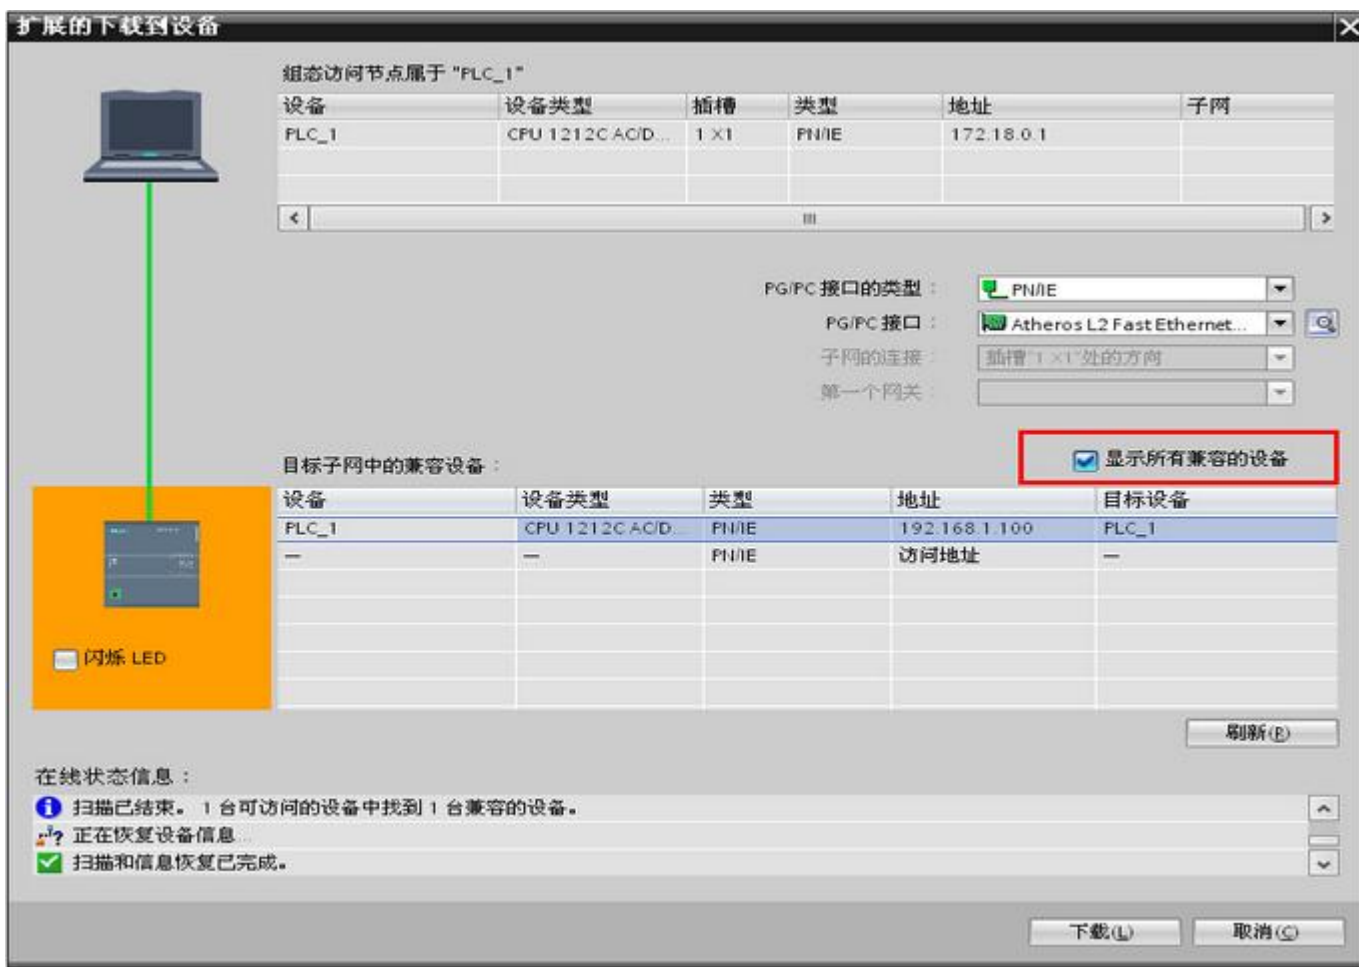 扩展的下载到设备
组态访问节点属于 "PLC_1"
设备 设备类型 插槽 类型 地址 子网
PLC_1 CPU 1212C AC/D... 1 X1 PN/IE 172.18.0.1
PG/PC 接口的类型： PN/IE
PG/PC 接口： Atheros L2 Fast Ethernet...
子网的连接： 插槽"1 X1"处的方向
第一个网关：
显示所有兼容的设备
目标子网中的兼容设备：
设备 设备类型 类型 地址 目标设备
PLC_1 CPU 1212C AC/D... PN/IE 192.168.1.100 PLC_1
— — PN/IE 访问地址 —
闪烁 LED
刷新(R)
在线状态信息：
扫描已结束。 1 台可访问的设备中找到 1 台兼容的设备。
正在恢复设备信息...
扫描和信息恢复已完成。
下载(L) 取消(C)